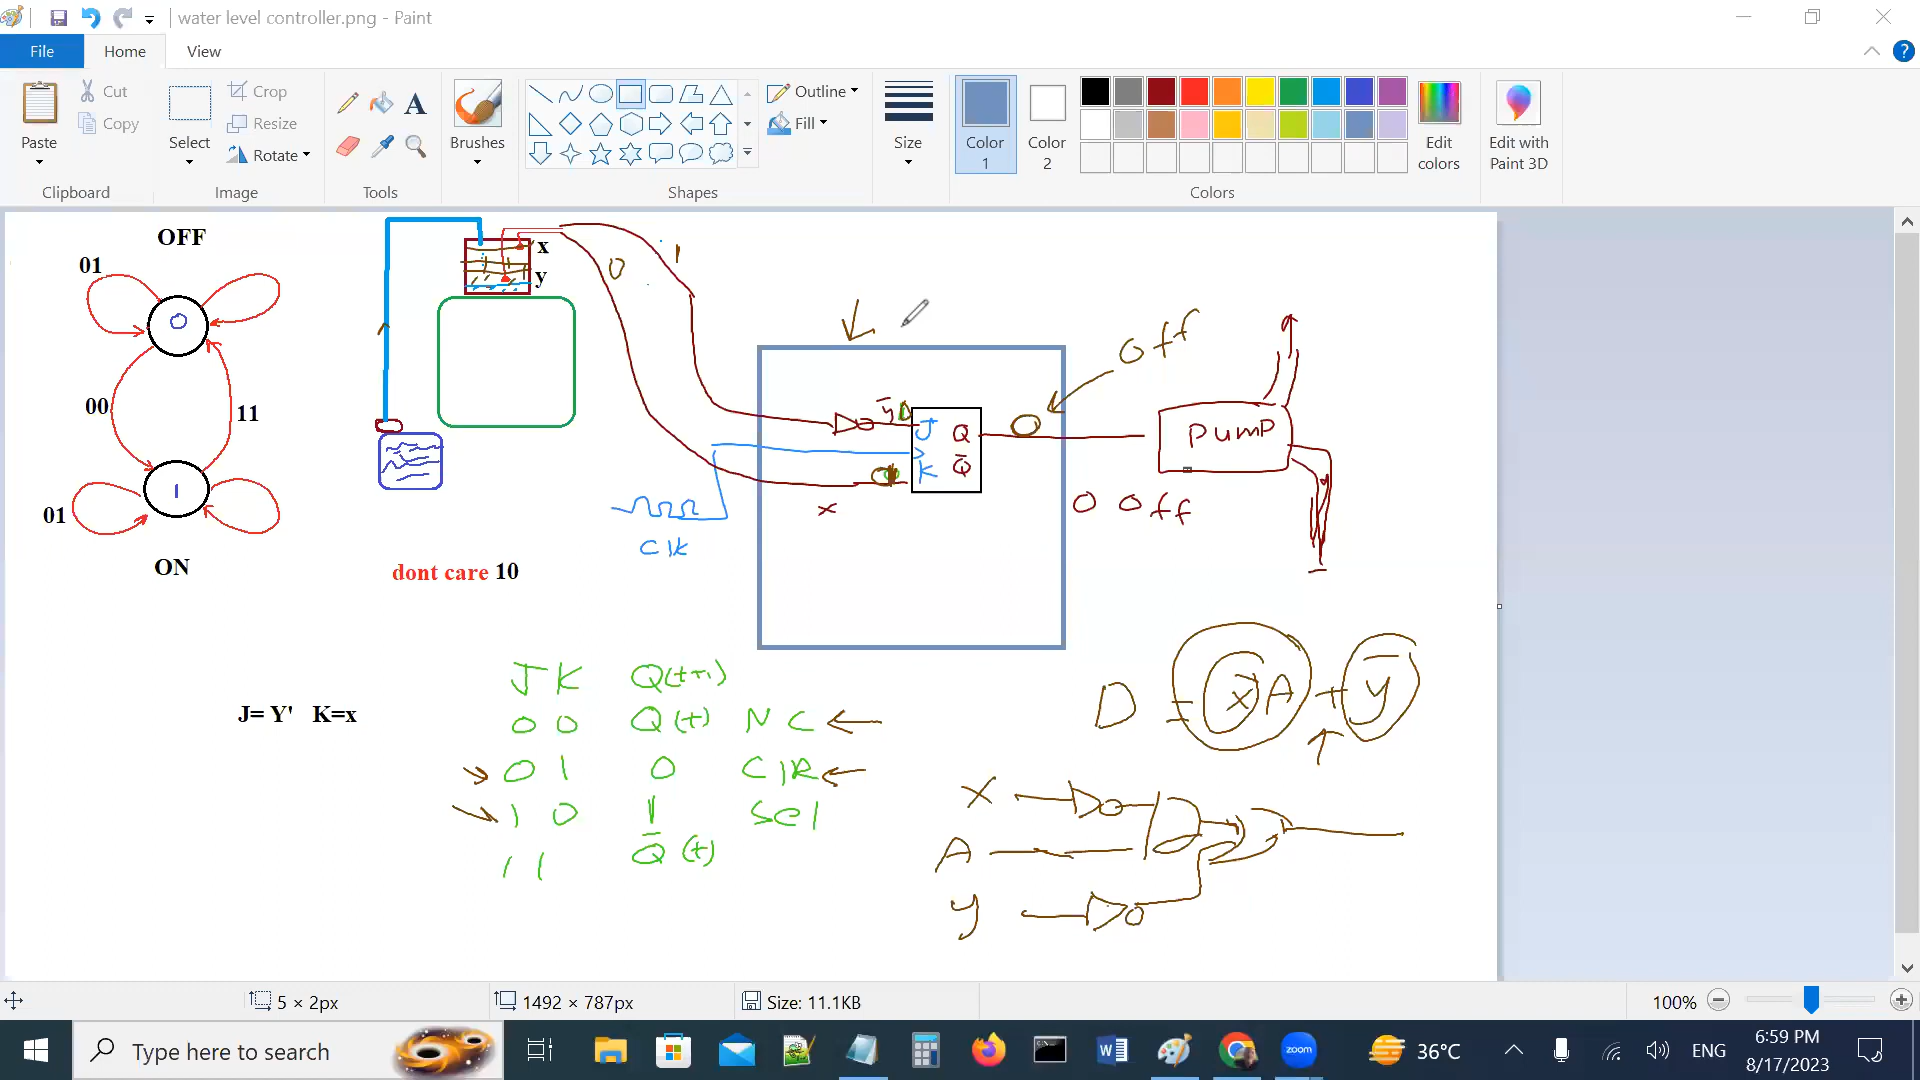 water level controller.png - Paint
File
Home
View
Paste
Cut
Copy
Clipboard
Select
Crop
Resize
Rotate
Image
A
Tools
Brushes
Shapes
Outline
Fill
Size
Color 1
Color 2
Edit colors
Edit with Paint 3D
Colors
OFF
01
0
00
11
1
01
ON
x
y
dont care 10
0
1
ȳ
x
clk
J Q
K Q̄
off
PUMP
0 off
J= Y' K=x
J K Q(t+1)
0 0 Q(t) N C
0 1 0 CLR
1 0 1 Set
1 1 Q̄(t)
D = x̄A + ȳ
X
A
y
5 × 2px
1492 × 787px
Size: 11.1KB
100%
Type here to search
zoom
36°C
ENG
6:59 PM
8/17/2023